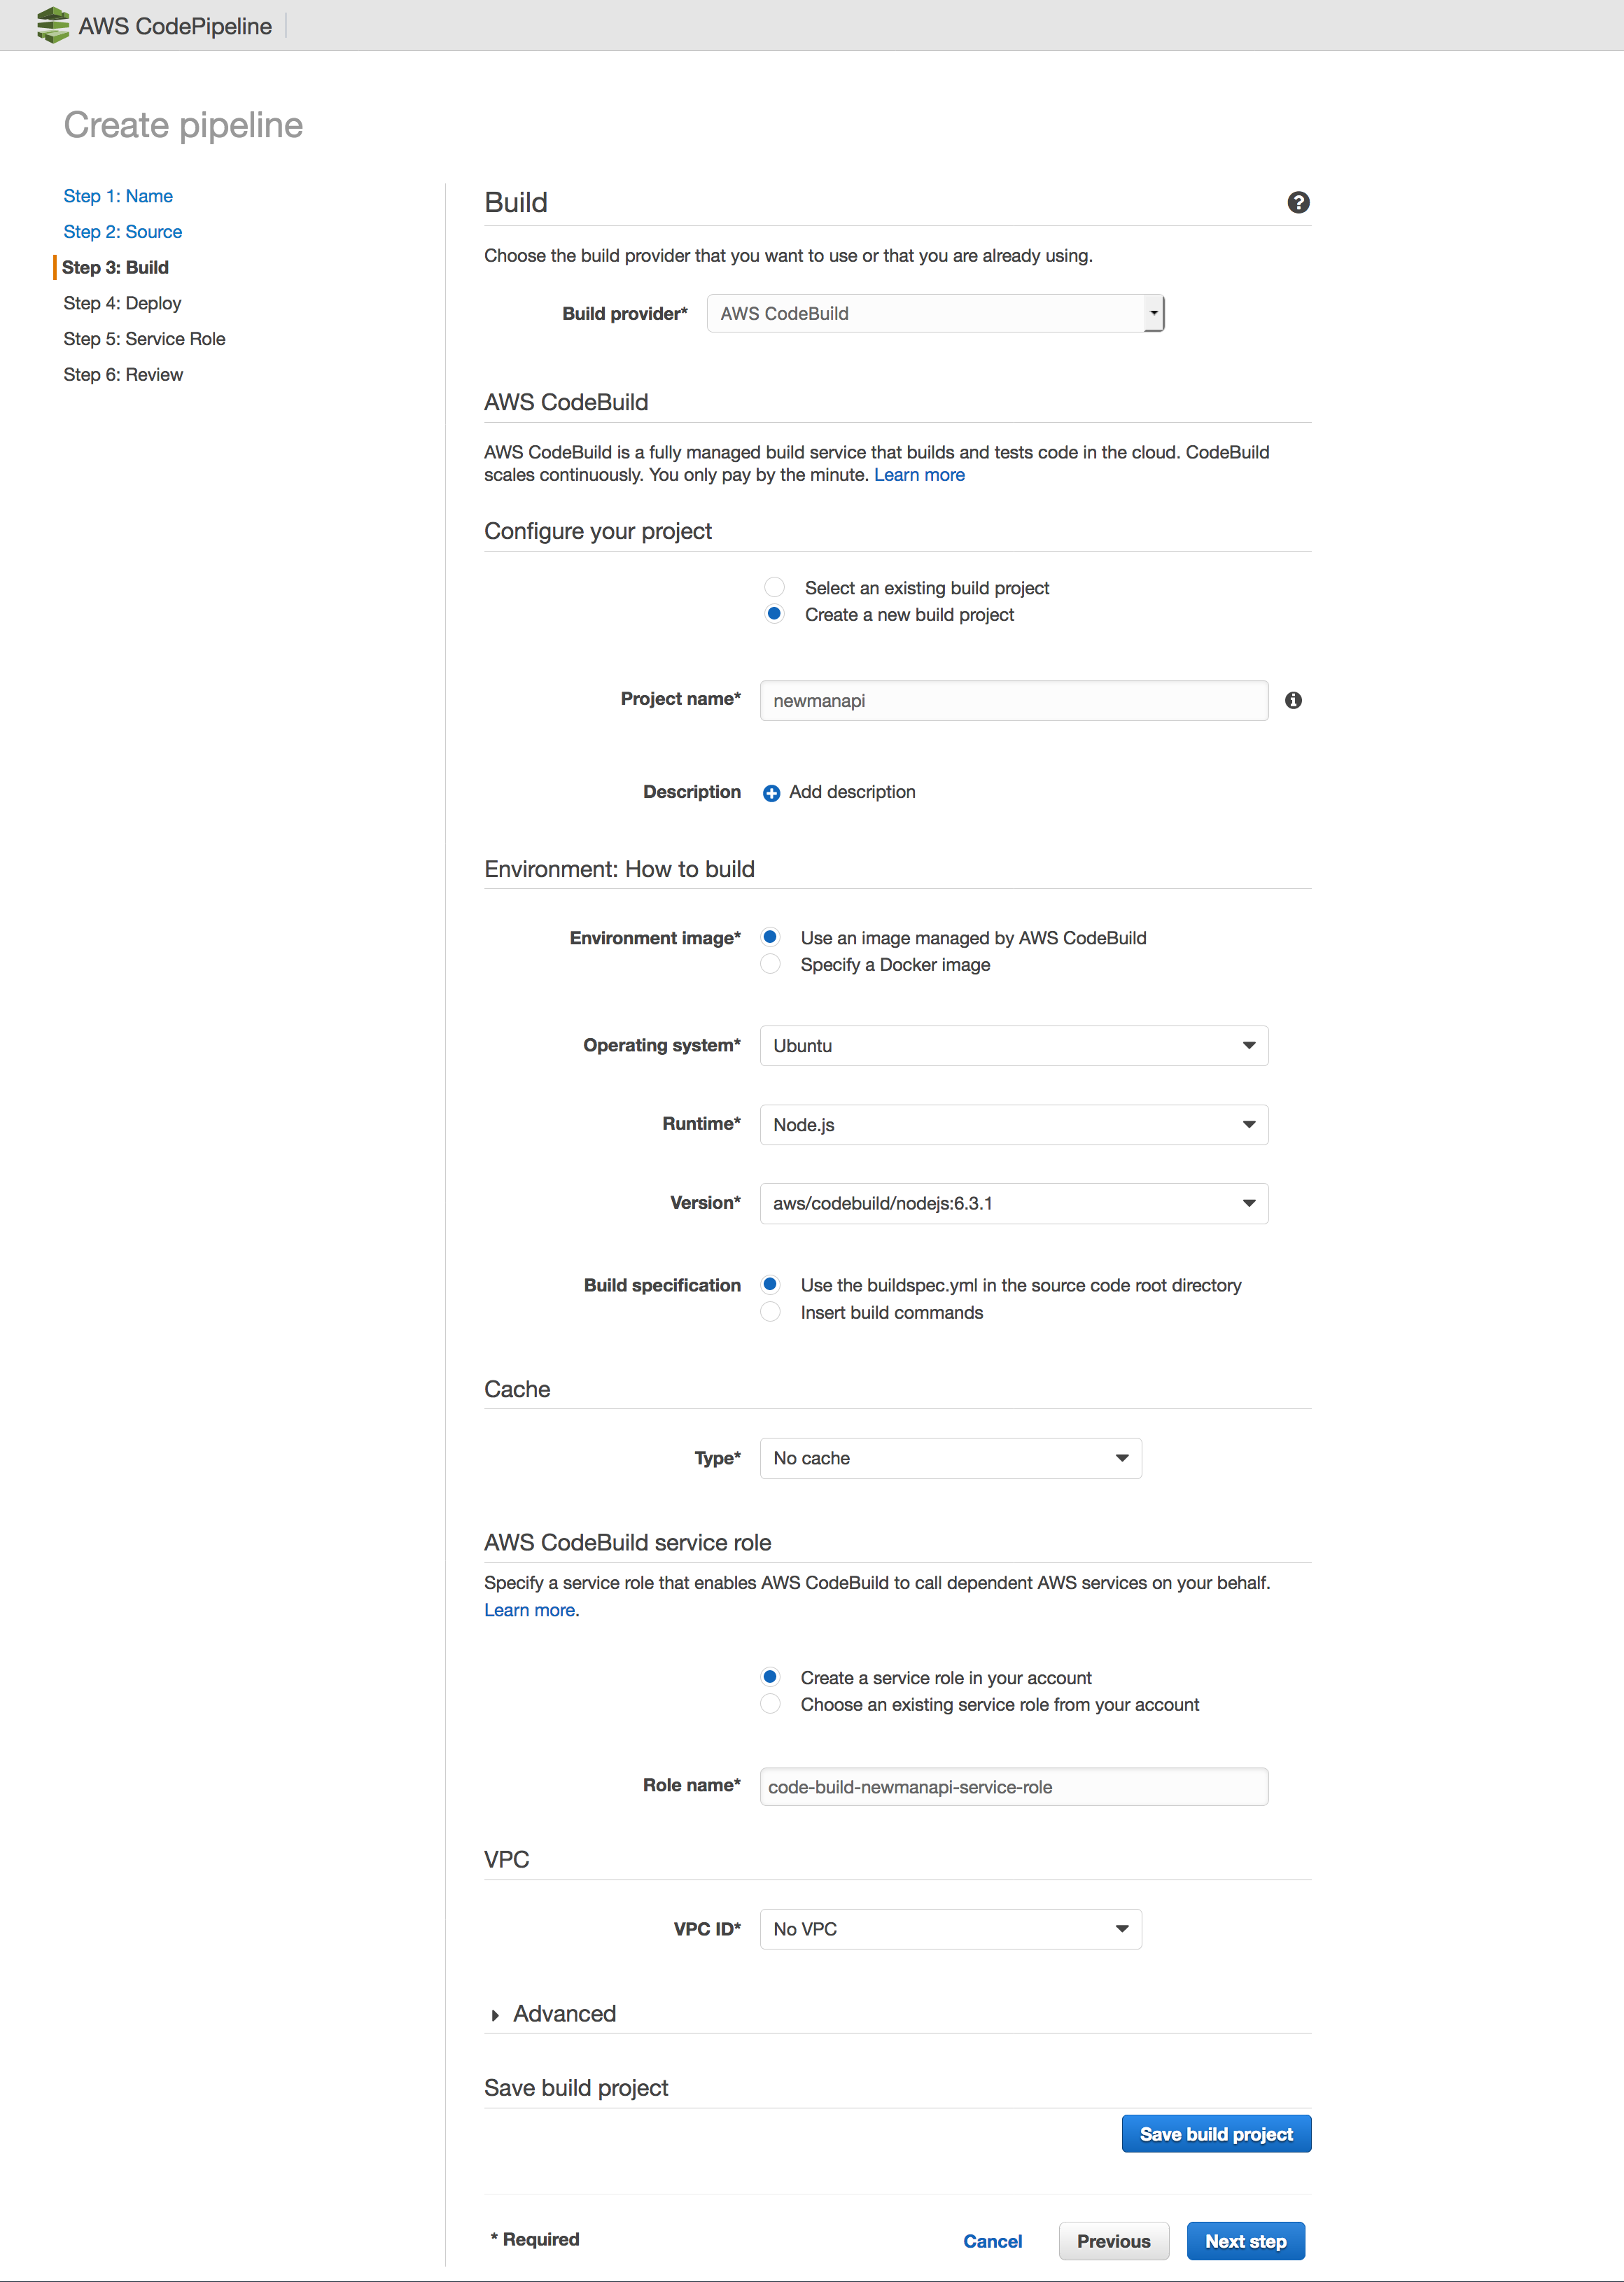 AWS CodePipeline
Create pipeline
Step 1: Name
Step 2: Source
Step 3: Build
Step 4: Deploy
Step 5: Service Role
Step 6: Review
Build
Choose the build provider that you want to use or that you are already using.
Build provider* AWS CodeBuild
AWS CodeBuild
AWS CodeBuild is a fully managed build service that builds and tests code in the cloud. CodeBuild
scales continuously. You only pay by the minute. Learn more
Configure your project
Select an existing build project
Create a new build project
Project name* newmanapi
Description Add description
Environment: How to build
Environment image* Use an image managed by AWS CodeBuild
Specify a Docker image
Operating system* Ubuntu
Runtime* Node.js
Version* aws/codebuild/nodejs:6.3.1
Build specification Use the buildspec.yml in the source code root directory
Insert build commands
Cache
Type* No cache
AWS CodeBuild service role
Specify a service role that enables AWS CodeBuild to call dependent AWS services on your behalf.
Learn more.
Create a service role in your account
Choose an existing service role from your account
Role name* code-build-newmanapi-service-role
VPC
VPC ID* No VPC
Advanced
Save build project
Save build project
* Required Cancel Previous Next step